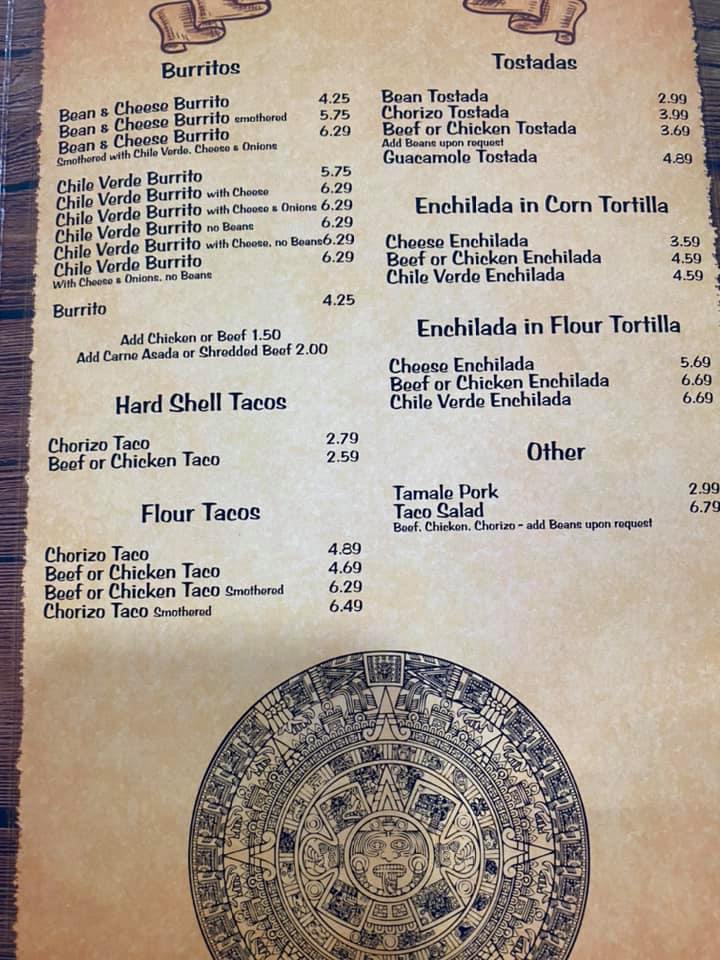 Burritos
Bean & Cheese Burrito 4.25
Bean & Cheese Burrito smothered 5.75
Bean & Cheese Burrito 6.29
Smothered with Chile Verde, Cheese & Onions
Chile Verde Burrito 5.75
Chile Verde Burrito with Cheese 6.29
Chile Verde Burrito with Cheese & Onions 6.29
Chile Verde Burrito no Beans 6.29
Chile Verde Burrito with Cheese, no Beans 6.29
Chile Verde Burrito 6.29
With Cheese & Onions, no Beans
Burrito 4.25
Add Chicken or Beef 1.50
Add Carne Asada or Shredded Beef 2.00
Hard Shell Tacos
Chorizo Taco 2.79
Beef or Chicken Taco 2.59
Flour Tacos
Chorizo Taco 4.89
Beef or Chicken Taco 4.69
Beef or Chicken Taco Smothered 6.29
Chorizo Taco Smothered 6.49
Tostadas
Bean Tostada 2.99
Chorizo Tostada 3.99
Beef or Chicken Tostada 3.69
Add Beans upon request
Guacamole Tostada 4.89
Enchilada in Corn Tortilla
Cheese Enchilada 3.59
Beef or Chicken Enchilada 4.59
Chile Verde Enchilada 4.59
Enchilada in Flour Tortilla
Cheese Enchilada 5.69
Beef or Chicken Enchilada 6.69
Chile Verde Enchilada 6.69
Other
Tamale Pork 2.99
Taco Salad 6.79
Beef, Chicken, Chorizo - add Beans upon request